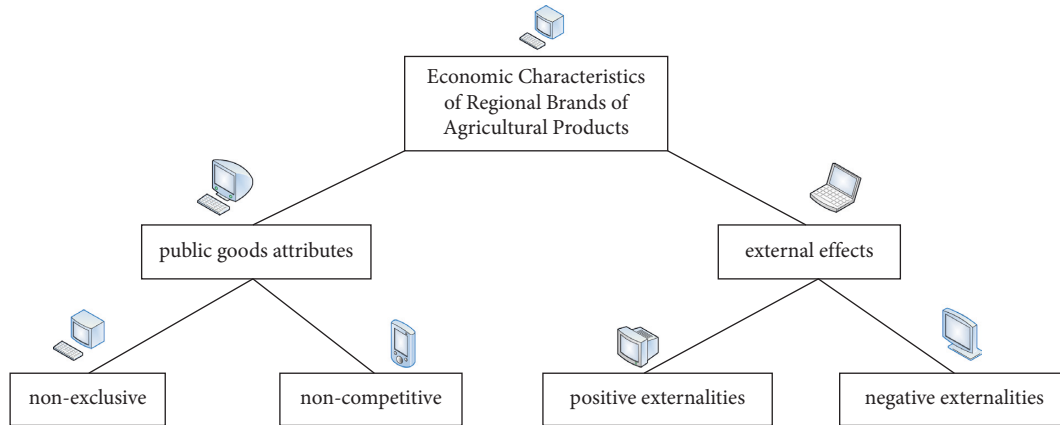 Economic Characteristics
of Regional Brands of
Agricultural Products
public goods attributes
external effects
non-exclusive
non-competitive
positive externalities
negative externalities